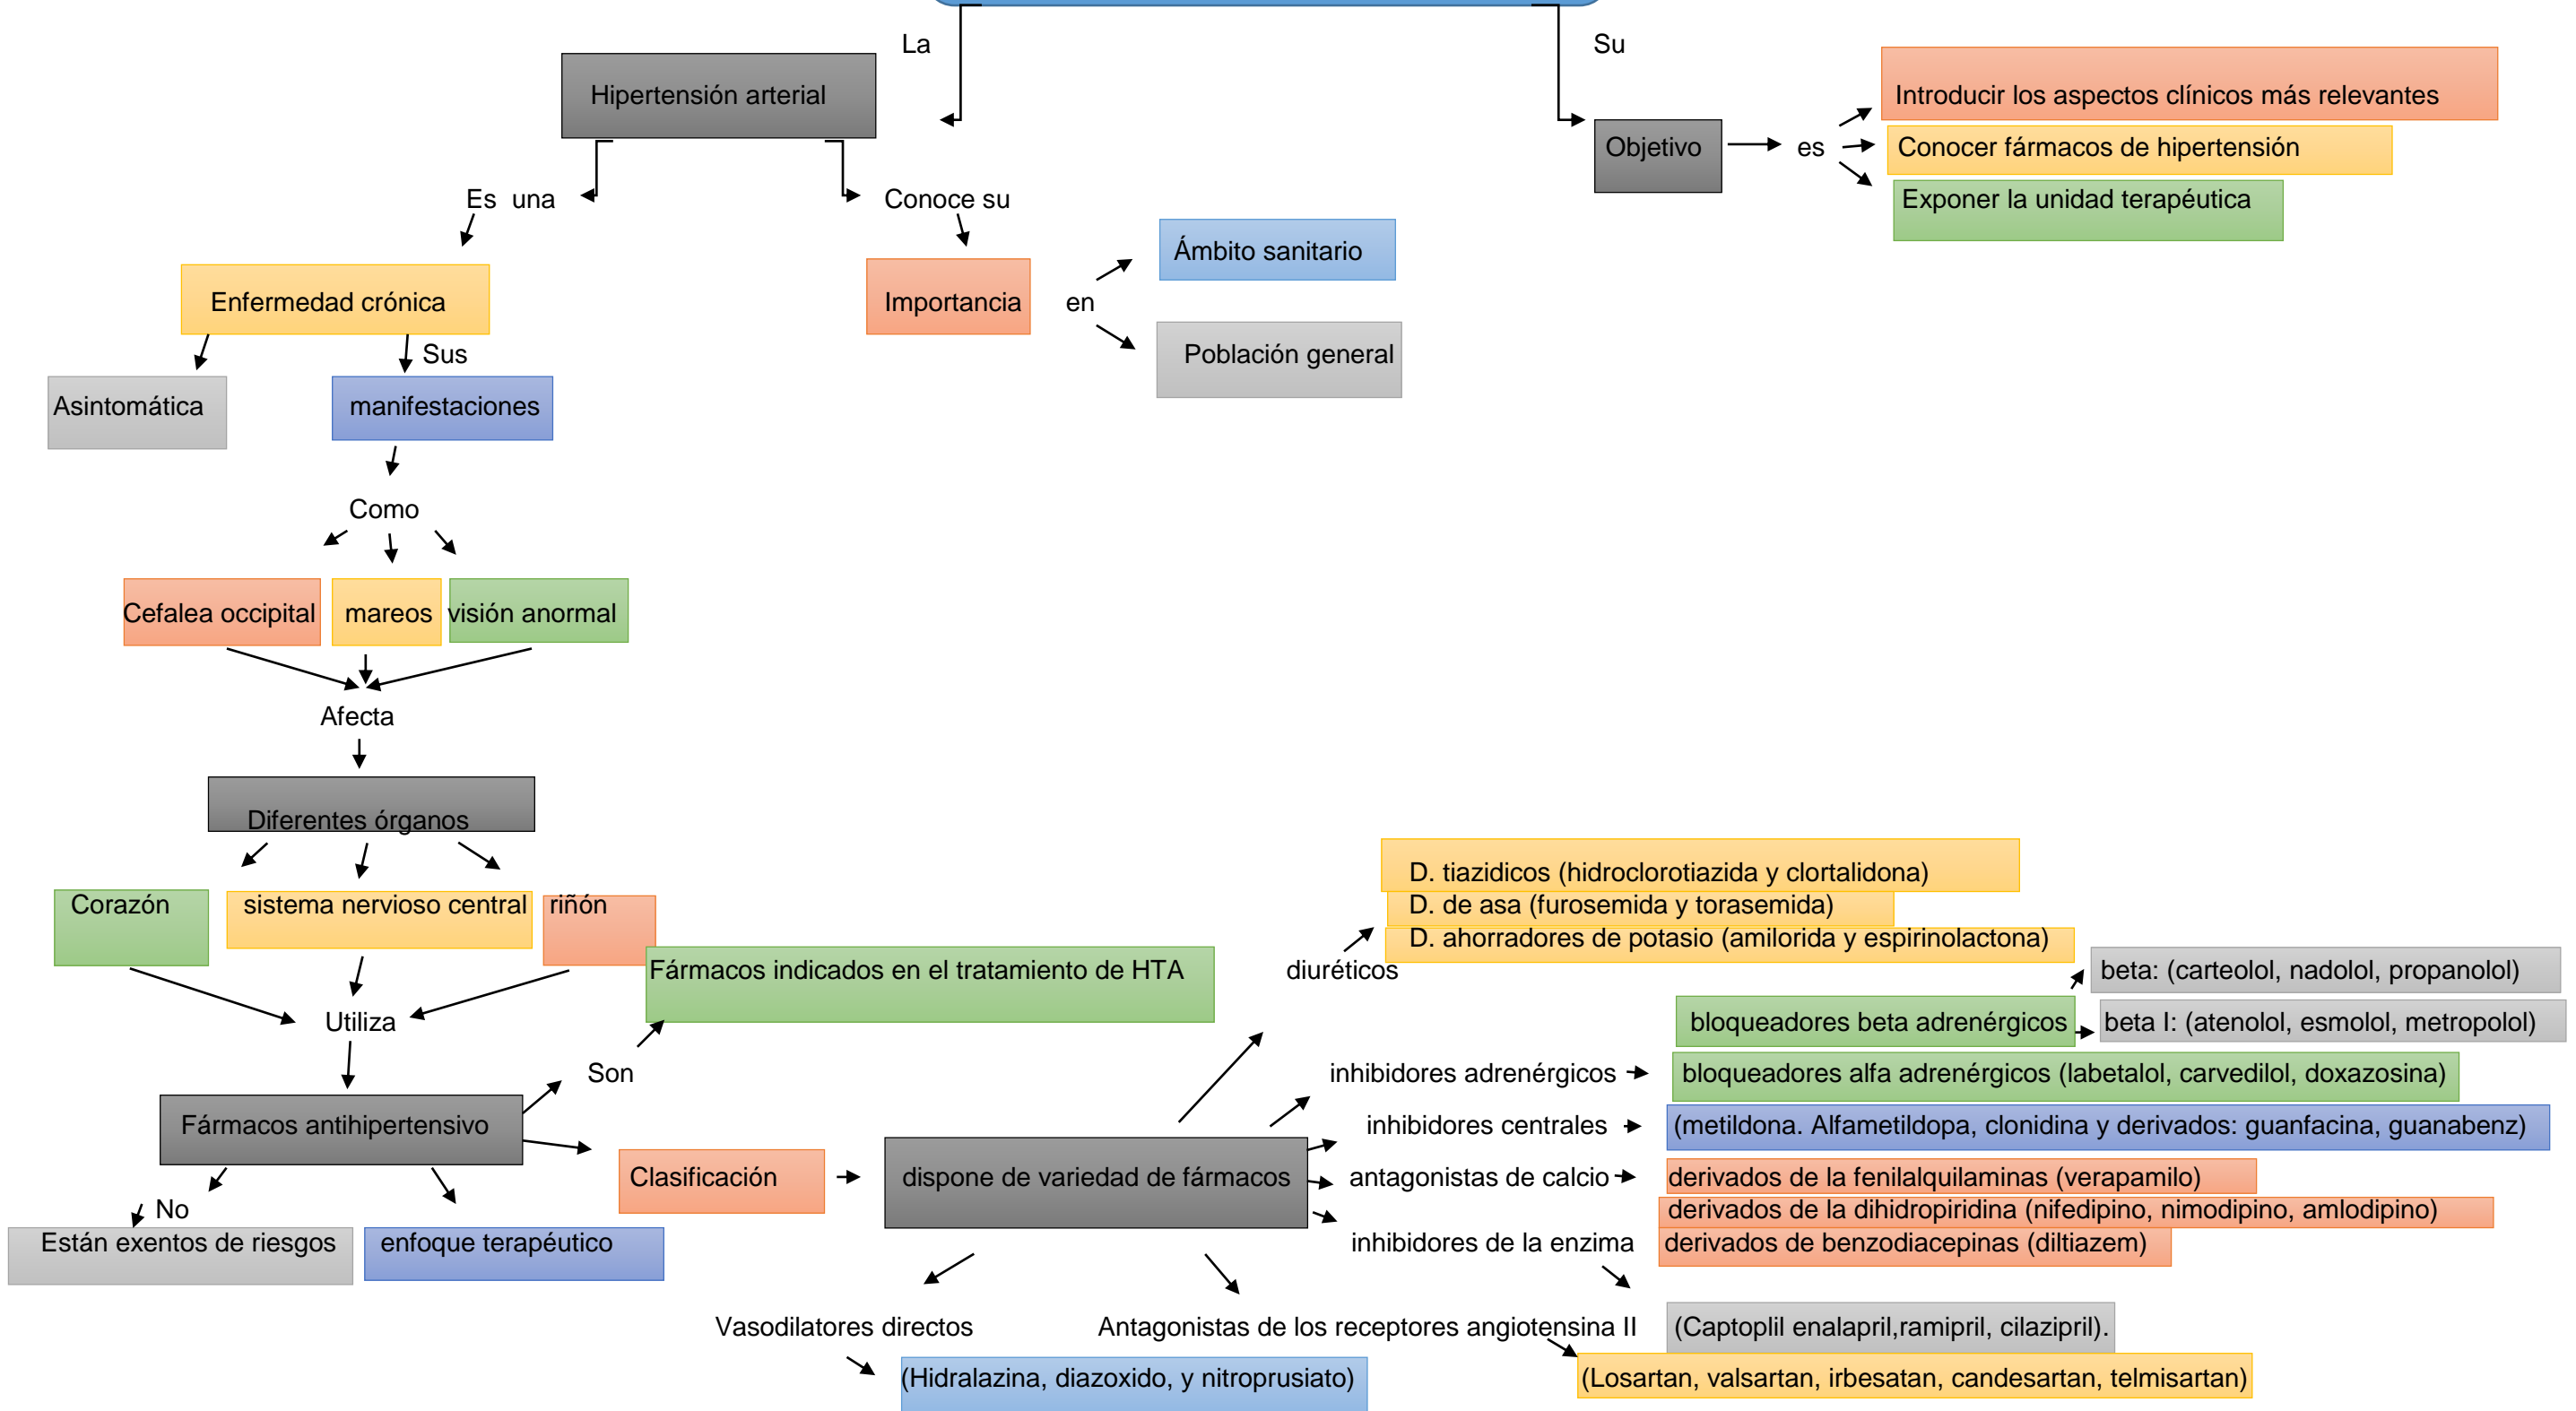 La
Su
Hipertensión arterial
Introducir los aspectos clínicos más relevantes
Objetivo
es
Conocer fármacos de hipertensión
Exponer la unidad terapéutica
Es una
Conoce su
Ámbito sanitario
Enfermedad crónica
Importancia
en
Población general
Sus
Asintomática
manifestaciones
Como
Cefalea occipital
mareos
visión anormal
Afecta
Diferentes órganos
Corazón
sistema nervioso central
riñón
Utiliza
Fármacos indicados en el tratamiento de HTA
Son
Fármacos antihipertensivo
No
Están exentos de riesgos
enfoque terapéutico
Clasificación
dispone de variedad de fármacos
diuréticos
D. tiazidicos (hidroclorotiazida y clortalidona)
D. de asa (furosemida y torasemida)
D. ahorradores de potasio (amilorida y espirinolactona)
inhibidores adrenérgicos
bloqueadores beta adrenérgicos
beta: (carteolol, nadolol, propanolol)
beta I: (atenolol, esmolol, metropolol)
bloqueadores alfa adrenérgicos (labetalol, carvedilol, doxazosina)
inhibidores centrales
(metildona. Alfametildopa, clonidina y derivados: guanfacina, guanabenz)
antagonistas de calcio
derivados de la fenilalquilaminas (verapamilo)
derivados de la dihidropiridina (nifedipino, nimodipino, amlodipino)
derivados de benzodiacepinas (diltiazem)
inhibidores de la enzima
(Captoplil enalapril,ramipril, cilazipril).
Antagonistas de los receptores angiotensina II
(Losartan, valsartan, irbesatan, candesartan, telmisartan)
Vasodilatores directos
(Hidralazina, diazoxido, y nitroprusiato)